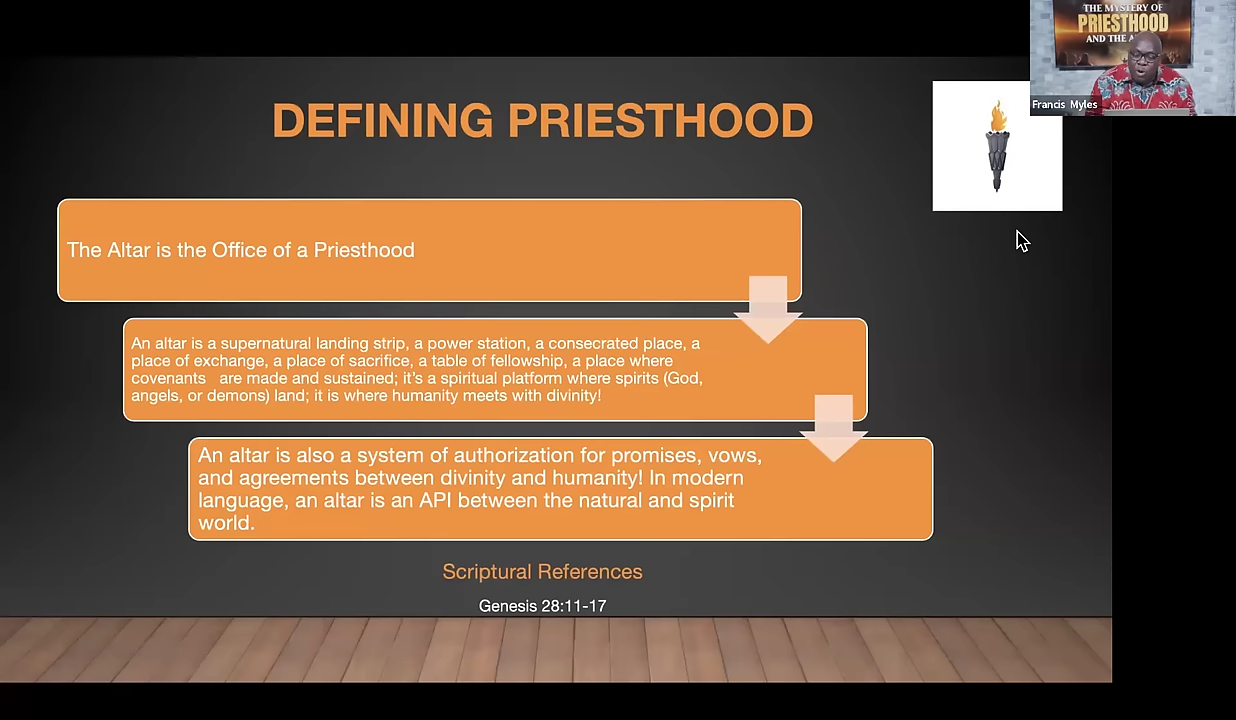 THE MYSTERY OF
PRIESTHOOD
AND THE A
Francis Myles
DEFINING PRIESTHOOD
The Altar is the Office of a Priesthood
An altar is a supernatural landing strip, a power station, a consecrated place, a
place of exchange, a place of sacrifice, a table of fellowship, a place where
covenants are made and sustained; it’s a spiritual platform where spirits (God,
angels, or demons) land; it is where humanity meets with divinity!
An altar is also a system of authorization for promises, vows,
and agreements between divinity and humanity! In modern
language, an altar is an API between the natural and spirit
world.
Scriptural References
Genesis 28:11-17